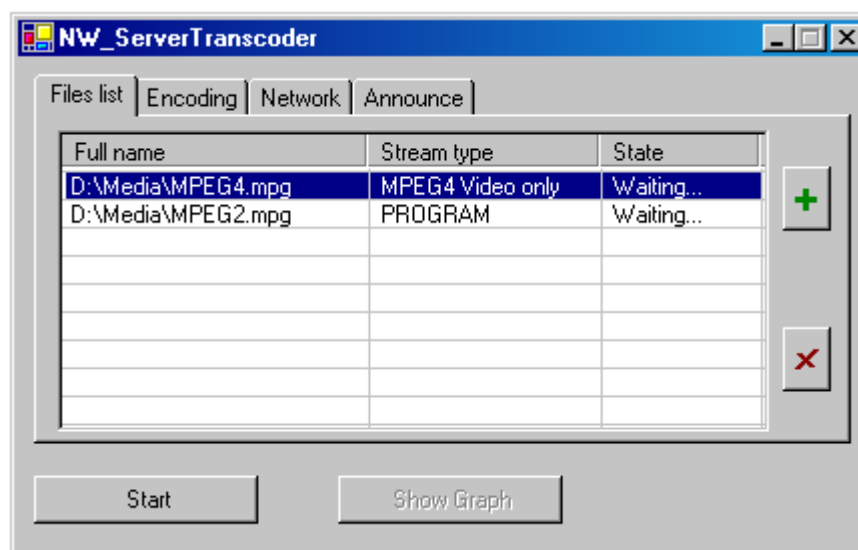 NW_ServerTranscoder
Files list Encoding Network Announce
Full name Stream type State
D:\Media\MPEG4.mpg MPEG4 Video only Waiting...
D:\Media\MPEG2.mpg PROGRAM Waiting...
Start Show Graph